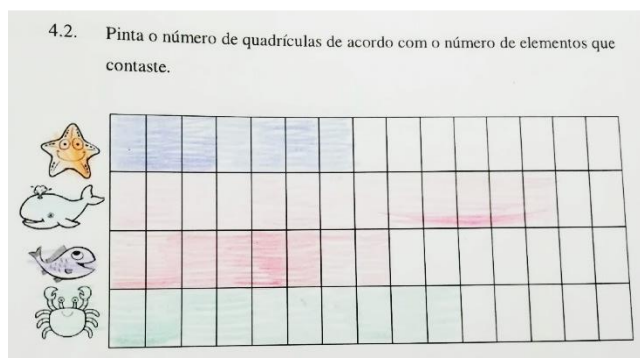 4.2. Pinta o número de quadrículas de acordo com o número de elementos que
contaste.